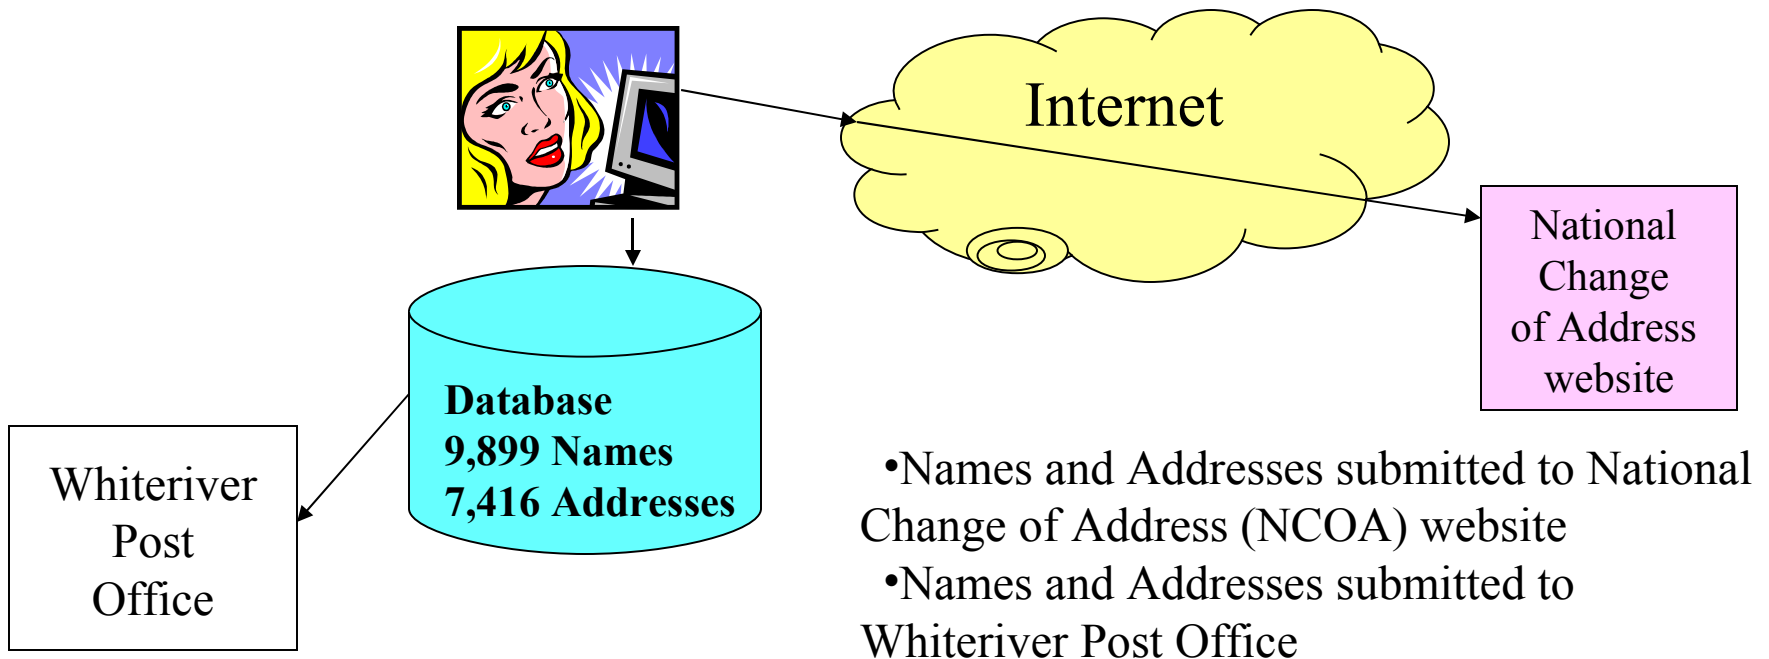 Internet
National
Change
of Address
website
Database
9,899 Names
7,416 Addresses
Whiteriver
Post
Office
•Names and Addresses submitted to National
Change of Address (NCOA) website
•Names and Addresses submitted to
Whiteriver Post Office